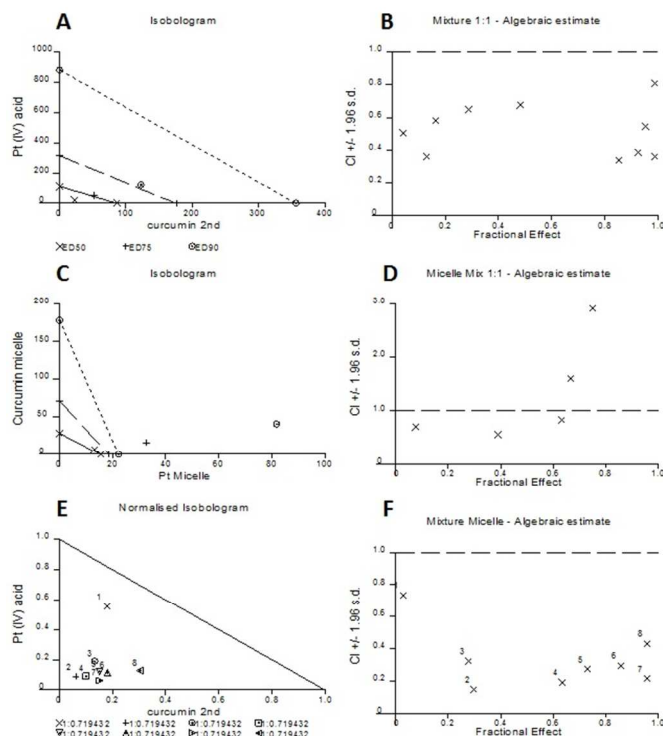 A
Isobologram
Pt (IV) acid
1000
800
600
400
200
0
0 100 200 300 400
curcumin 2nd
ED50 ED75 ED90
B
Mixture 1:1 - Algebraic estimate
CI +/- 1.96 s.d.
1.0
0.8
0.6
0.4
0.2
0
0 0.2 0.4 0.6 0.8 1.0
Fractional Effect
C
Isobologram
Curcumin micelle
200
150
100
50
0
0 20 40 60 80 100
Pt Micelle
D
Micelle Mix 1:1 - Algebraic estimate
CI +/- 1.96 s.d.
3.0
2.0
1.0
0
0 0.2 0.4 0.6 0.8 1.0
Fractional Effect
E
Normalised Isobologram
Pt (IV) acid
1.0
0.8
0.6
0.4
0.2
0
1
3
2 4 6
7 8
0 0.2 0.4 0.6 0.8 1.0
curcumin 2nd
1:0.719432 1:0.719432 1:0.719432 1:0.719432
1:0.719432 1:0.719432 1:0.719432 1:0.719432
F
Mixture Micelle - Algebraic estimate
CI +/- 1.96 s.d.
1.0
0.8
0.6
0.4
0.2
0
3 2 4 5 6 8 7
0 0.2 0.4 0.6 0.8 1.0
Fractional Effect